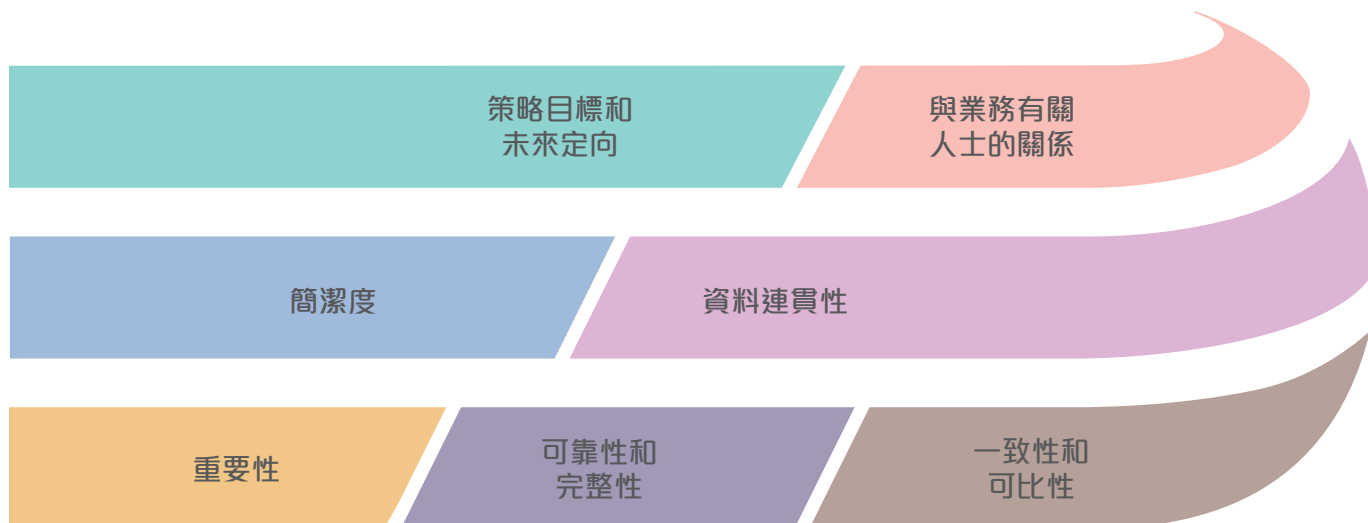 策略目標和
未來定向
與業務有關
人士的關係
簡潔度
資料連貫性
重要性
可靠性和
完整性
一致性和
可比性